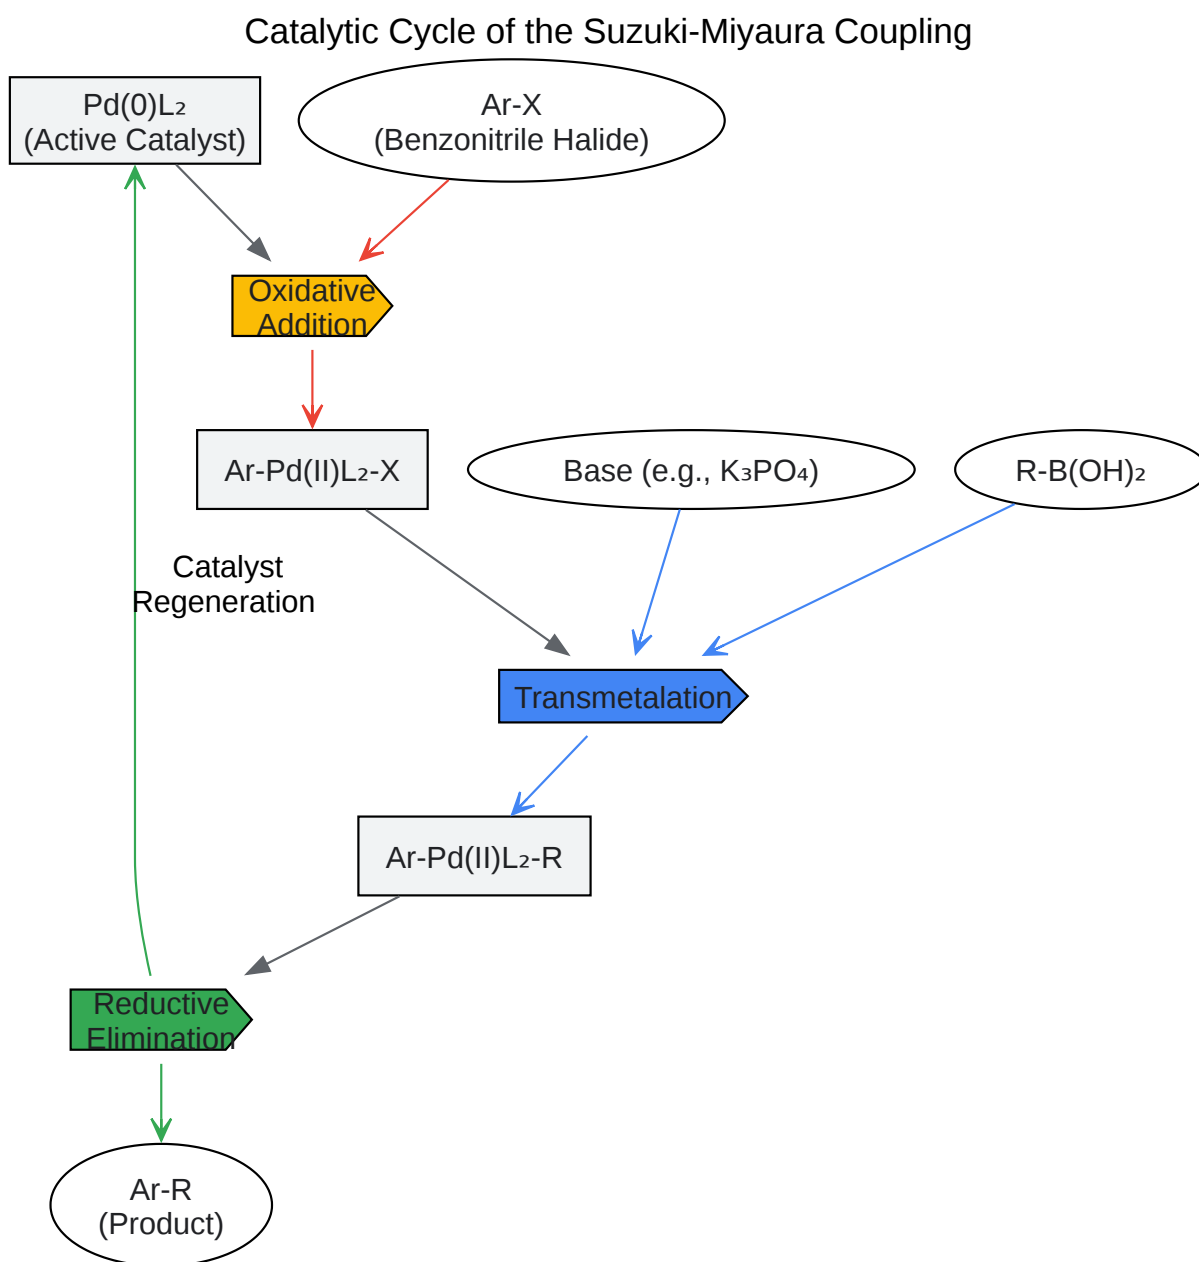 Catalytic Cycle of the Suzuki-Miyaura Coupling
Pd(0)L₂
(Active Catalyst)
Ar-X
(Benzonitrile Halide)
Oxidative
Addition
Ar-Pd(II)L₂-X
Base (e.g., K₃PO₄)
R-B(OH)₂
Catalyst
Regeneration
Transmetalation
Ar-Pd(II)L₂-R
Reductive
Elimination
Ar-R
(Product)